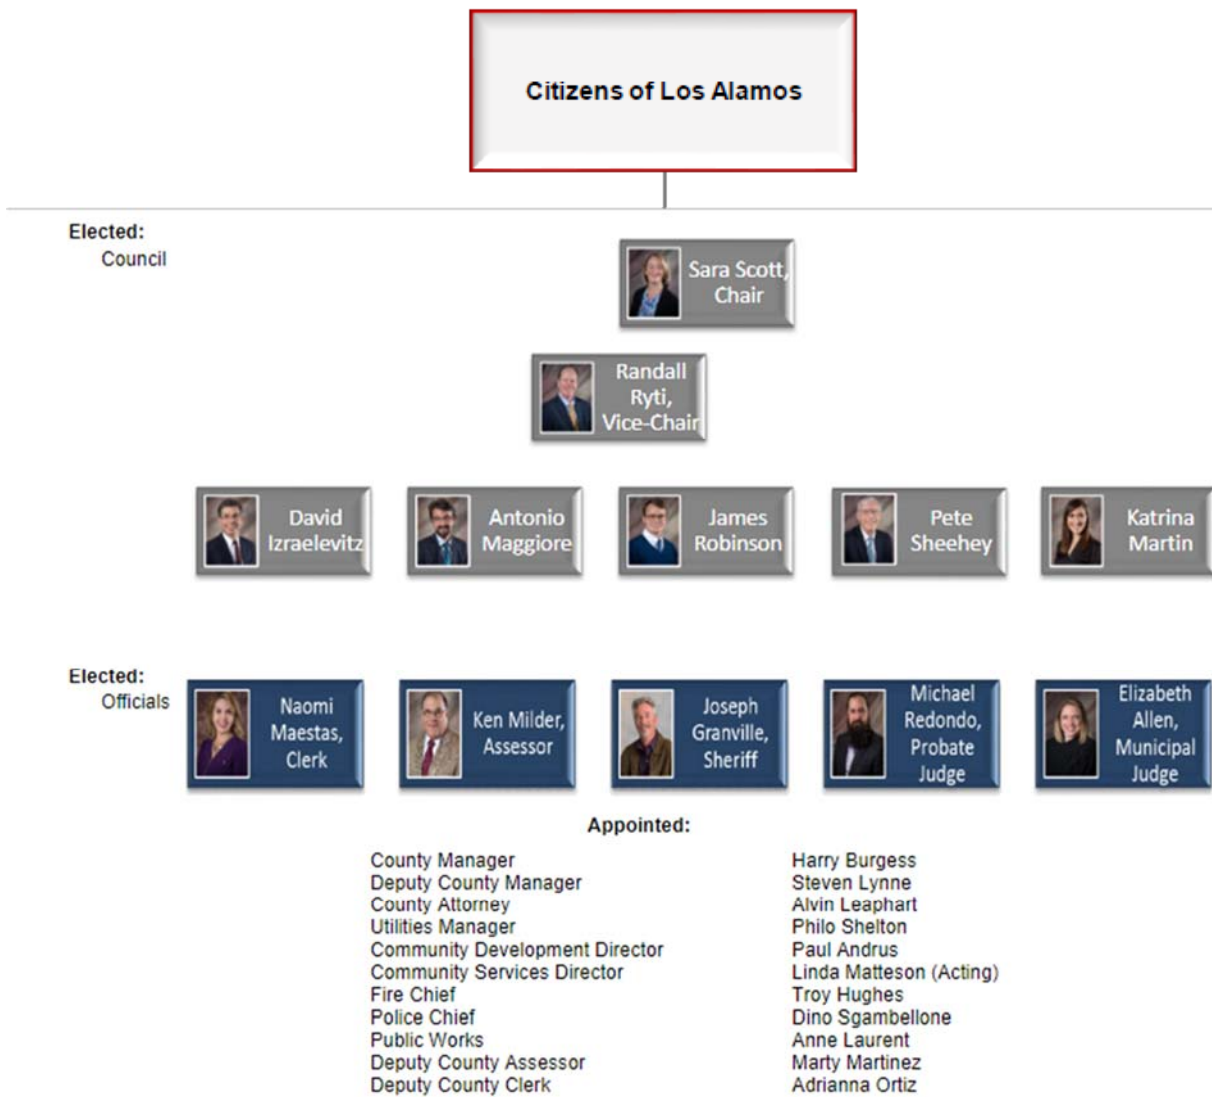 Citizens of Los Alamos
Elected:
Council
Sara Scott,
Chair
Randall
Ryti,
Vice-Chair
David
Izraelevitz
Antonio
Maggiore
James
Robinson
Pete
Sheehey
Katrina
Martin
Elected:
Officials
Naomi
Maestas,
Clerk
Ken Milder,
Assessor
Joseph
Granville,
Sheriff
Michael
Redondo,
Probate
Judge
Elizabeth
Allen,
Municipal
Judge
Appointed:
County Manager Harry Burgess
Deputy County Manager Steven Lynne
County Attorney Alvin Leaphart
Utilities Manager Philo Shelton
Community Development Director Paul Andrus
Community Services Director Linda Matteson (Acting)
Fire Chief Troy Hughes
Police Chief Dino Sgambellone
Public Works Anne Laurent
Deputy County Assessor Marty Martinez
Deputy County Clerk Adrianna Ortiz